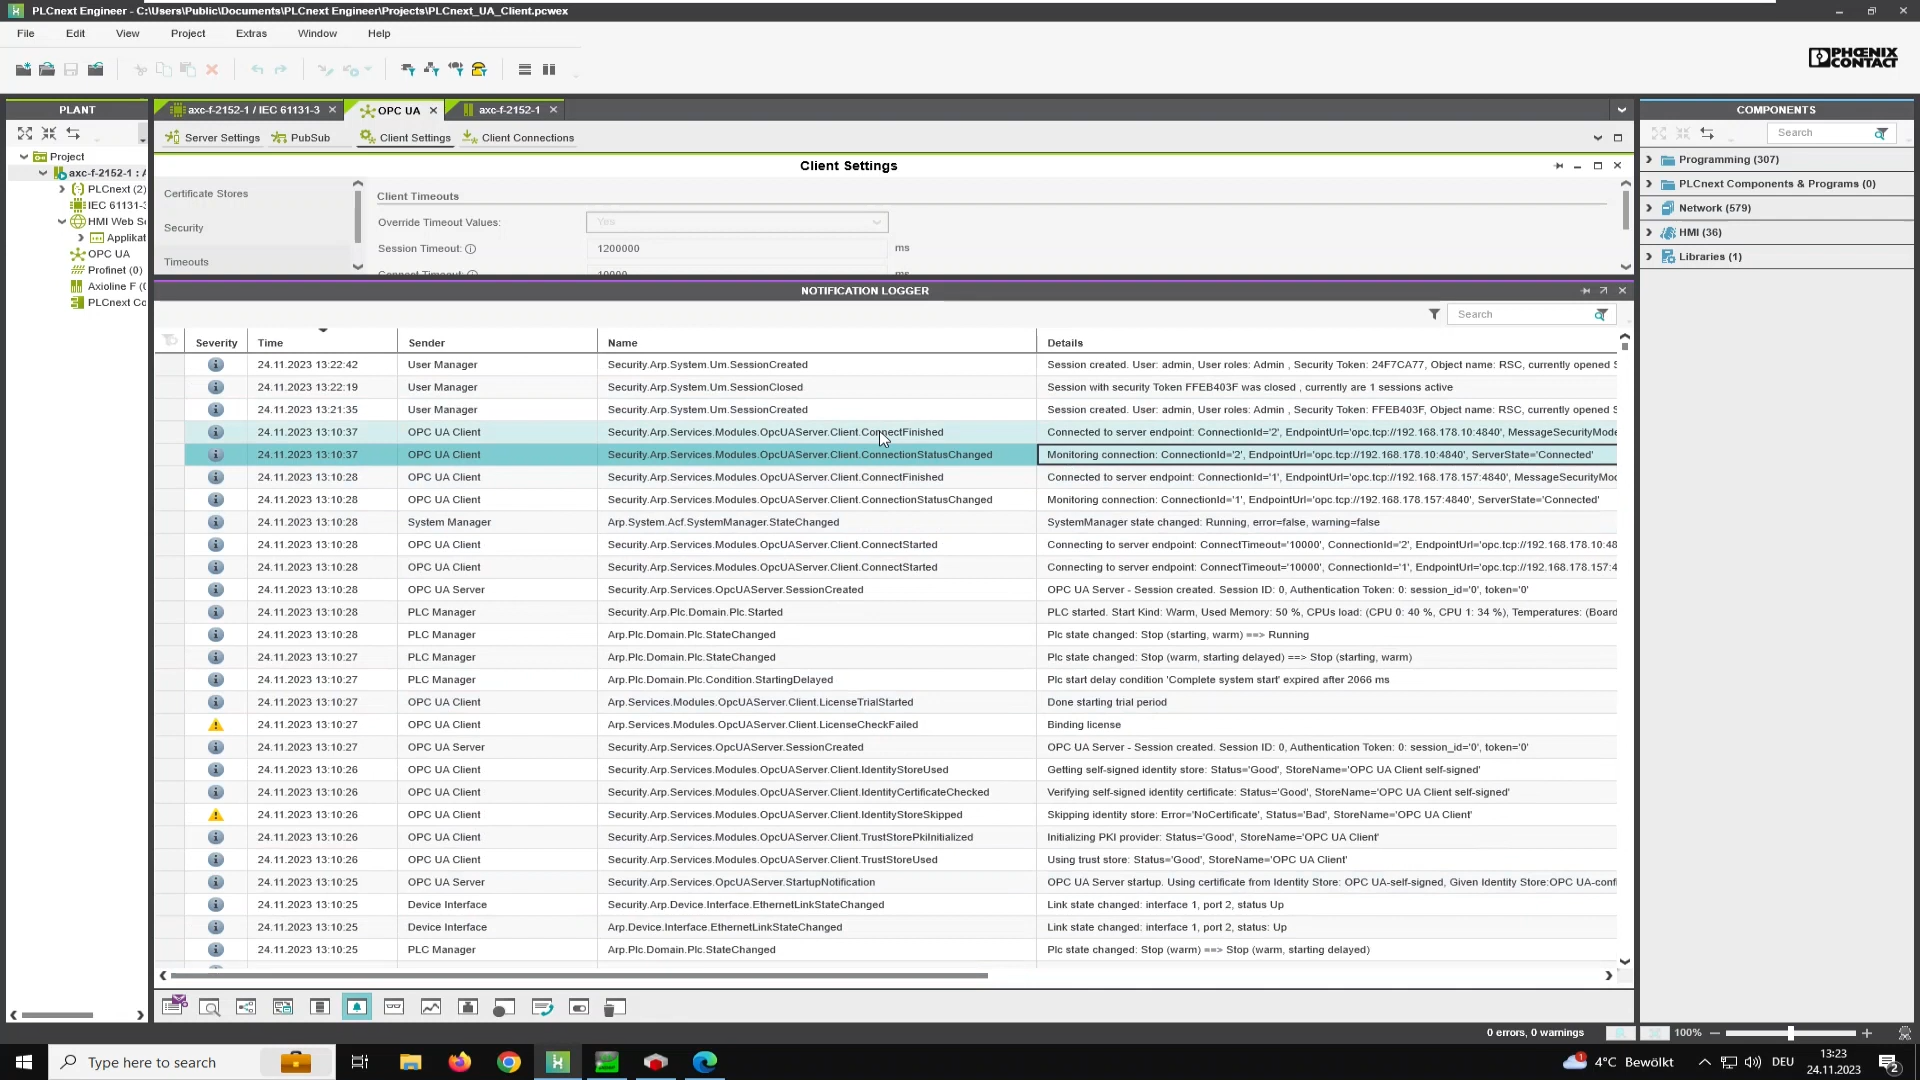 PLCnext Engineer - C:\Users\Public\Documents\PLCnext Engineer\Projects\PLCnext_UA_Client.pcwex
File Edit View Project Extras Window Help
PHŒNIX
CONTACT
PLANT
axc-f-2152-1 / IEC 61131-3
OPC UA
axc-f-2152-1
COMPONENTS
Server Settings
PubSub
Client Settings
Client Connections
Search
Project
axc-f-2152-1 : A
PLCnext (2)
IEC 61131-3
HMI Web Se
Applikat
OPC UA
Profinet (0)
Axioline F (0
PLCnext Co
Client Settings
Certificate Stores
Security
Timeouts
Client Timeouts
Override Timeout Values: Yes
Session Timeout: 1200000 ms
Connect Timeout: 10000 ms
Programming (307)
PLCnext Components & Programs (0)
Network (579)
HMI (36)
Libraries (1)
NOTIFICATION LOGGER
Search
Severity Time Sender Name Details
24.11.2023 13:22:42 User Manager Security.Arp.System.Um.SessionCreated Session created. User: admin, User roles: Admin , Security Token: 24F7CA77, Object name: RSC, currently opened S
24.11.2023 13:22:19 User Manager Security.Arp.System.Um.SessionClosed Session with security Token FFEB403F was closed , currently are 1 sessions active
24.11.2023 13:21:35 User Manager Security.Arp.System.Um.SessionCreated Session created. User: admin, User roles: Admin , Security Token: FFEB403F, Object name: RSC, currently opened S
24.11.2023 13:10:37 OPC UA Client Security.Arp.Services.Modules.OpcUAServer.Client.ConnectFinished Connected to server endpoint: ConnectionId='2', EndpointUrl='opc.tcp://192.168.178.10:4840', MessageSecurityMode
24.11.2023 13:10:37 OPC UA Client Security.Arp.Services.Modules.OpcUAServer.Client.ConnectionStatusChanged Monitoring connection: ConnectionId='2', EndpointUrl='opc.tcp://192.168.178.10:4840', ServerState='Connected'
24.11.2023 13:10:28 OPC UA Client Security.Arp.Services.Modules.OpcUAServer.Client.ConnectFinished Connected to server endpoint: ConnectionId='1', EndpointUrl='opc.tcp://192.168.178.157:4840', MessageSecurityMod
24.11.2023 13:10:28 OPC UA Client Security.Arp.Services.Modules.OpcUAServer.Client.ConnectionStatusChanged Monitoring connection: ConnectionId='1', EndpointUrl='opc.tcp://192.168.178.157:4840', ServerState='Connected'
24.11.2023 13:10:28 System Manager Arp.System.Acf.SystemManager.StateChanged SystemManager state changed: Running, error=false, warning=false
24.11.2023 13:10:28 OPC UA Client Security.Arp.Services.Modules.OpcUAServer.Client.ConnectStarted Connecting to server endpoint: ConnectTimeout='10000', ConnectionId='2', EndpointUrl='opc.tcp://192.168.178.10:48
24.11.2023 13:10:28 OPC UA Client Security.Arp.Services.Modules.OpcUAServer.Client.ConnectStarted Connecting to server endpoint: ConnectTimeout='10000', ConnectionId='1', EndpointUrl='opc.tcp://192.168.178.157:4
24.11.2023 13:10:28 OPC UA Server Security.Arp.Services.OpcUAServer.SessionCreated OPC UA Server - Session created. Session ID: 0, Authentication Token: 0: session_id='0', token='0'
24.11.2023 13:10:28 PLC Manager Security.Arp.Plc.Domain.Plc.Started PLC started. Start Kind: Warm, Used Memory: 50 %, CPUs load: (CPU 0: 40 %, CPU 1: 34 %), Temperatures: (Board
24.11.2023 13:10:28 PLC Manager Arp.Plc.Domain.Plc.StateChanged Plc state changed: Stop (starting, warm) ==> Running
24.11.2023 13:10:27 PLC Manager Arp.Plc.Domain.Plc.StateChanged Plc state changed: Stop (warm, starting delayed) ==> Stop (starting, warm)
24.11.2023 13:10:27 PLC Manager Arp.Plc.Domain.Plc.Condition.StartingDelayed Plc start delay condition 'Complete system start' expired after 2066 ms
24.11.2023 13:10:27 OPC UA Client Arp.Services.Modules.OpcUAServer.Client.LicenseTrialStarted Done starting trial period
24.11.2023 13:10:27 OPC UA Client Arp.Services.Modules.OpcUAServer.Client.LicenseCheckFailed Binding license
24.11.2023 13:10:27 OPC UA Server Security.Arp.Services.OpcUAServer.SessionCreated OPC UA Server - Session created. Session ID: 0, Authentication Token: 0: session_id='0', token='0'
24.11.2023 13:10:26 OPC UA Client Security.Arp.Services.Modules.OpcUAServer.Client.IdentityStoreUsed Getting self-signed identity store: Status='Good', StoreName='OPC UA Client self-signed'
24.11.2023 13:10:26 OPC UA Client Security.Arp.Services.Modules.OpcUAServer.Client.IdentityCertificateChecked Verifying self-signed identity certificate: Status='Good', StoreName='OPC UA Client self-signed'
24.11.2023 13:10:26 OPC UA Client Security.Arp.Services.Modules.OpcUAServer.Client.IdentityStoreSkipped Skipping identity store: Error='NoCertificate', Status='Bad', StoreName='OPC UA Client'
24.11.2023 13:10:26 OPC UA Client Security.Arp.Services.Modules.OpcUAServer.Client.TrustStorePkiInitialized Initializing PKI provider: Status='Good', StoreName='OPC UA Client'
24.11.2023 13:10:26 OPC UA Client Security.Arp.Services.Modules.OpcUAServer.Client.TrustStoreUsed Using trust store: Status='Good', StoreName='OPC UA Client'
24.11.2023 13:10:25 OPC UA Server Security.Arp.Services.OpcUAServer.StartupNotification OPC UA Server startup. Using certificate from Identity Store: OPC UA-self-signed, Given Identity Store:OPC UA-conf
24.11.2023 13:10:25 Device Interface Security.Arp.Device.Interface.EthernetLinkStateChanged Link state changed: interface 1, port 2, status Up
24.11.2023 13:10:25 Device Interface Arp.Device.Interface.EthernetLinkStateChanged Link state changed: interface 1, port 2, status: Up
24.11.2023 13:10:25 PLC Manager Arp.Plc.Domain.Plc.StateChanged Plc state changed: Stop (warm) ==> Stop (warm, starting delayed)
0 errors, 0 warnings
100%
Type here to search
1
4°C Bewölkt
DEU
13:23
24.11.2023
2